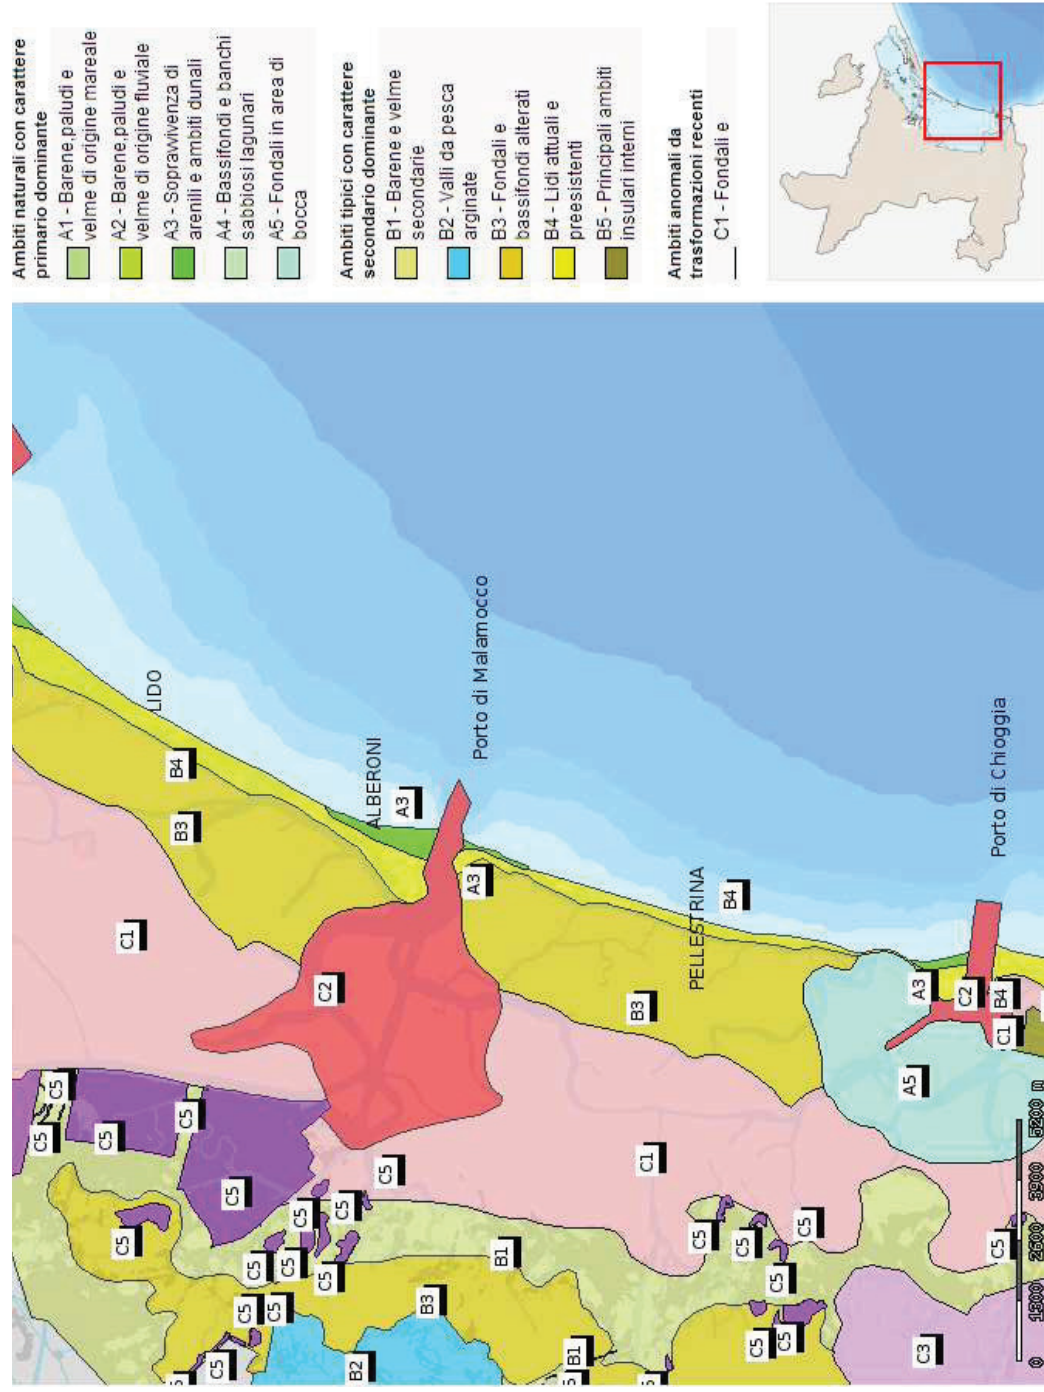 Ambiti naturali con carattere
primario dominante
A1 - Barene,paludi e
velme di origine mareale
A2 - Barene,paludi e
velme di origine fluviale
A3 - Sopravvivenza di
arenili e ambiti dunali
A4 - Bassifondi e banchi
sabbiosi lagunari
A5 - Fondali in area di
bocca
Ambiti tipici con carattere
secondario dominante
B1 - Barene e velme
secondarie
B2 - Valli da pesca
arginate
B3 - Fondali e
bassifondi alterati
B4 - Lidi attuali e
preesistenti
B5 - Principali ambiti
insulari interni
Ambiti anomali da
trasformazioni recenti
C1 - Fondali e
C5
C5
C5
C5
C1
LIDO
B4
B3
C5
C5
C5
C5
C5
C5
C5
C5
C2
C5
C5
B2
ALBERONI
C5
A3
B3
A3
Porto di Malamocco
B1
B1
B3
C1
PELLESTRINA
C5
B4
C5
C5
C5
C5
C5
A5
A3
C3
C2
C5
B4
Porto di Chioggia
C1
0 1300 2600 3900 5200 m